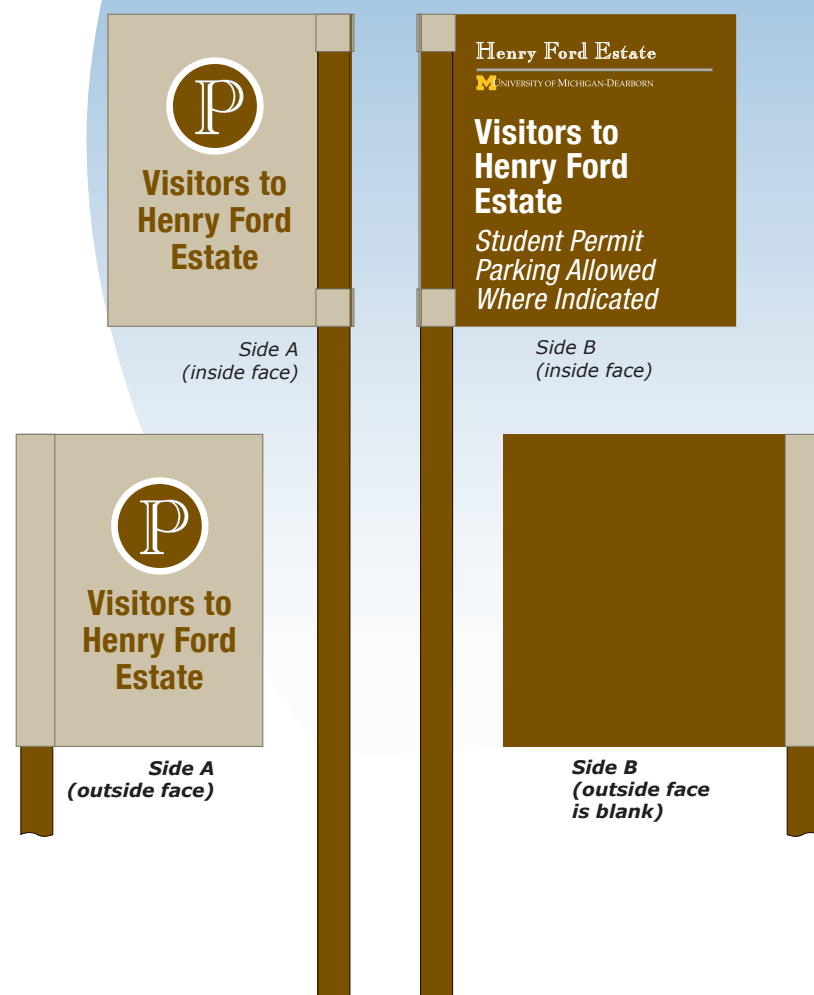 P
Visitors to
Henry Ford
Estate
Side A
(inside face)
Henry Ford Estate
M UNIVERSITY OF MICHIGAN-DEARBORN
Visitors to
Henry Ford
Estate
Student Permit
Parking Allowed
Where Indicated
Side B
(inside face)
P
Visitors to
Henry Ford
Estate
Side A
(outside face)
Side B
(outside face
is blank)